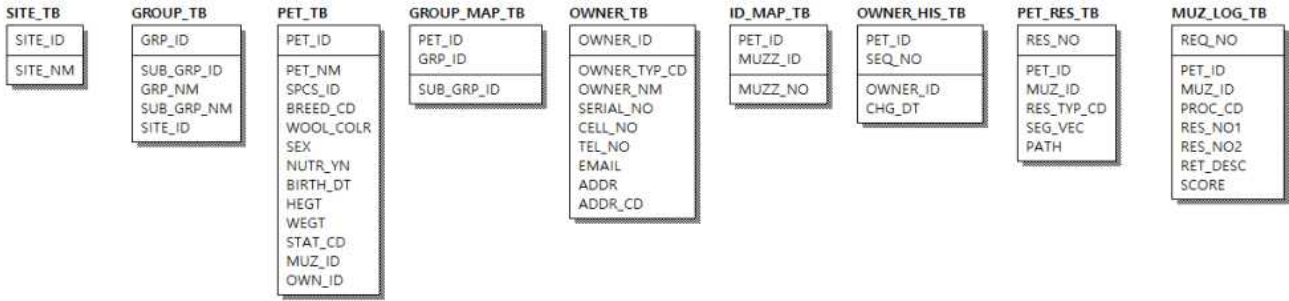 SITE_TB
SITE_ID
SITE_NM
GROUP_TB
GRP_ID
SUB_GRP_ID
GRP_NM
SUB_GRP_NM
SITE_ID
PET_TB
PET_ID
PET_NM
SPCS_ID
BREED_CD
WOOL_COLR
SEX
NUTR_YN
BIRTH_DT
HEGT
WEGT
STAT_CD
MUZ_ID
OWN_ID
GROUP_MAP_TB
PET_ID
GRP_ID
SUB_GRP_ID
OWNER_TB
OWNER_ID
OWNER_TYP_CD
OWNER_NM
SERIAL_NO
CELL_NO
TEL_NO
EMAIL
ADDR
ADDR_CD
ID_MAP_TB
PET_ID
MUZZ_ID
MUZZ_NO
OWNER_HIS_TB
PET_ID
SEQ_NO
OWNER_ID
CHG_DT
PET_RES_TB
RES_NO
PET_ID
MUZ_ID
RES_TYP_CD
SEG_VEC
PATH
MUZ_LOG_TB
REQ_NO
PET_ID
MUZ_ID
PROC_CD
RES_NO1
RES_NO2
RET_DESC
SCORE